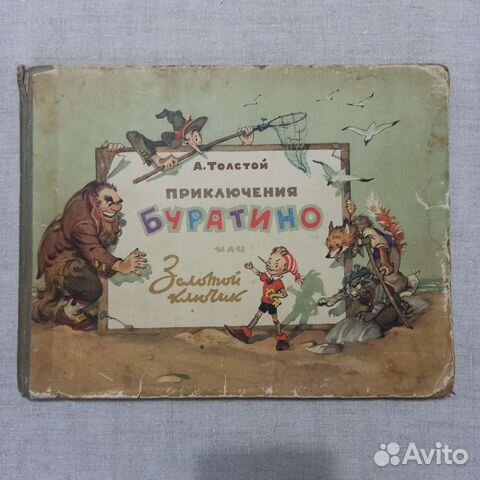 А. ТОЛСТОЙ
ПРИКЛЮЧЕНИЯ
БУРАТИНО
или
Золотой
ключик
Avito